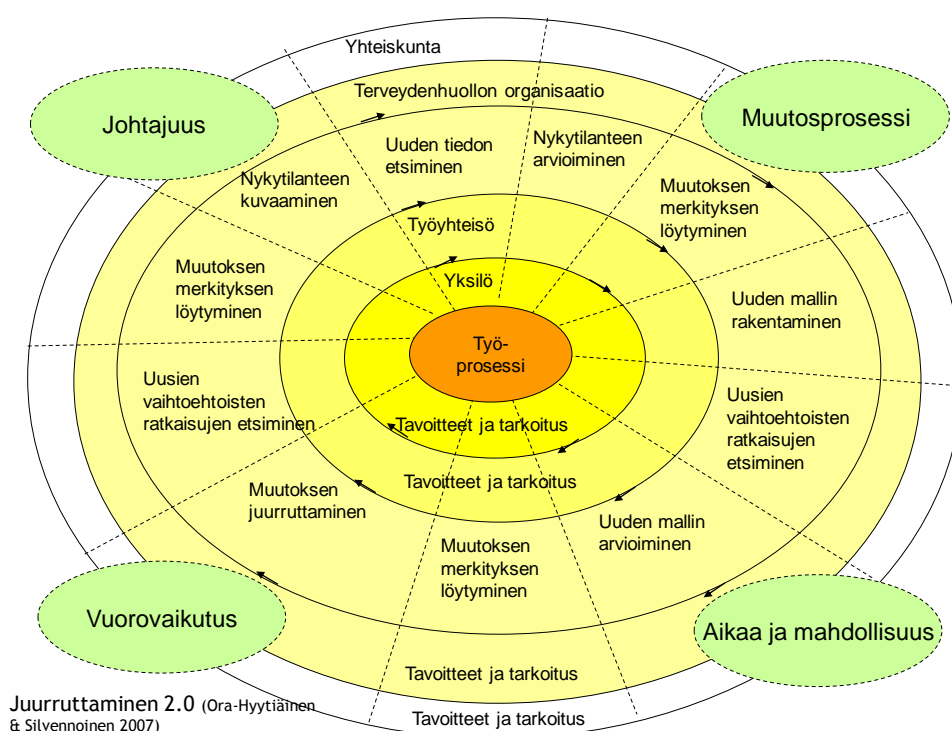 Yhteiskunta
Terveydenhuollon organisaatio
Johtajuus
Muutosprosessi
Uuden tiedon
etsiminen
Nykytilanteen
arvioiminen
Nykytilanteen
kuvaaminen
Muutoksen
merkityksen
löytyminen
Työyhteisö
Muutoksen
merkityksen
löytyminen
Yksilö
Uuden mallin
rakentaminen
Työ-
prosessi
Uusien
vaihtoehtoisten
ratkaisujen etsiminen
Uusien
vaihtoehtoisten
ratkaisujen
etsiminen
Tavoitteet ja tarkoitus
Tavoitteet ja tarkoitus
Muutoksen
juurruttaminen
Uuden mallin
arvioiminen
Muutoksen
merkityksen
löytyminen
Vuorovaikutus
Aikaa ja mahdollisuus
Tavoitteet ja tarkoitus
Tavoitteet ja tarkoitus
Juurruttaminen 2.0 (Ora-Hyytiäinen
& Silvennoinen 2007)